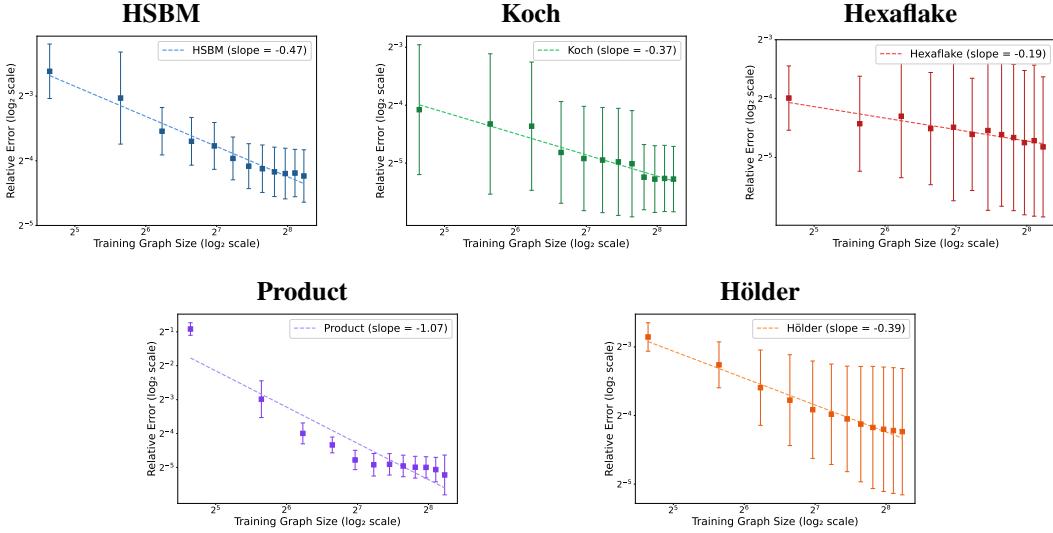 HSBM
HSBM (slope = -0.47)
2⁻³
2⁻⁴
2⁻⁵
Relative Error (log₂ scale)
2⁵
2⁶
2⁷
2⁸
Training Graph Size (log₂ scale)
Koch
Koch (slope = -0.37)
2⁻³
2⁻⁴
2⁻⁵
Relative Error (log₂ scale)
2⁵
2⁶
2⁷
2⁸
Training Graph Size (log₂ scale)
Hexaflake
Hexaflake (slope = -0.19)
2⁻³
2⁻⁴
2⁻⁵
Relative Error (log₂ scale)
2⁵
2⁶
2⁷
2⁸
Training Graph Size (log₂ scale)
Product
Product (slope = -1.07)
2⁻¹
2⁻²
2⁻³
2⁻⁴
2⁻⁵
Relative Error (log₂ scale)
2⁵
2⁶
2⁷
2⁸
Training Graph Size (log₂ scale)
Hölder
Hölder (slope = -0.39)
2⁻³
2⁻⁴
2⁻⁵
Relative Error (log₂ scale)
2⁵
2⁶
2⁷
2⁸
Training Graph Size (log₂ scale)